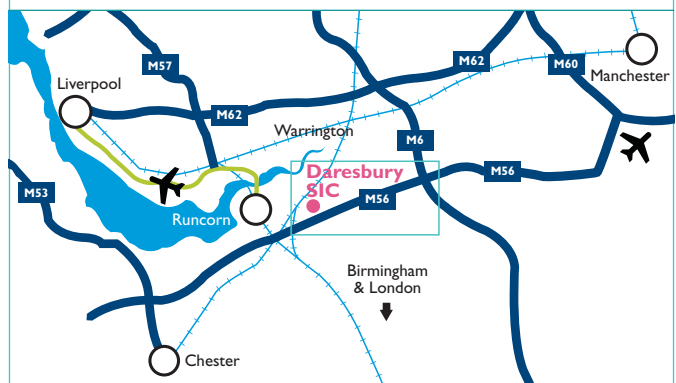 M57
M62
M60
Manchester
Liverpool
M62
Warrington
M6
Daresbury
SIC
M56
M56
M53
Runcorn
Birmingham
& London
Chester